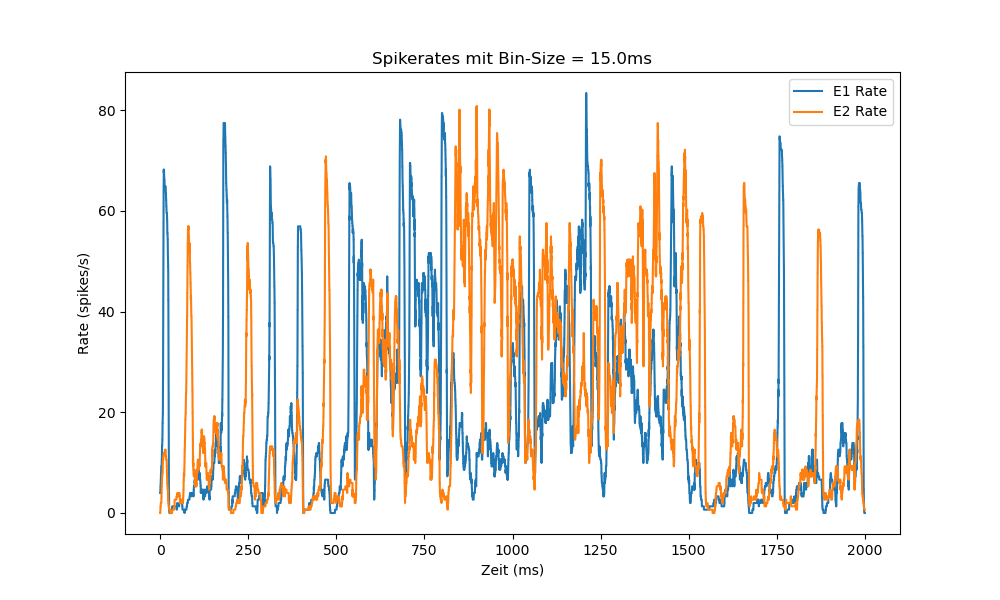 Spikerates mit Bin-Size = 15.0ms
E1 Rate
E2 Rate
80
60
40
20
0
Rate (spikes/s)
0 250 500 750 1000 1250 1500 1750 2000
Zeit (ms)